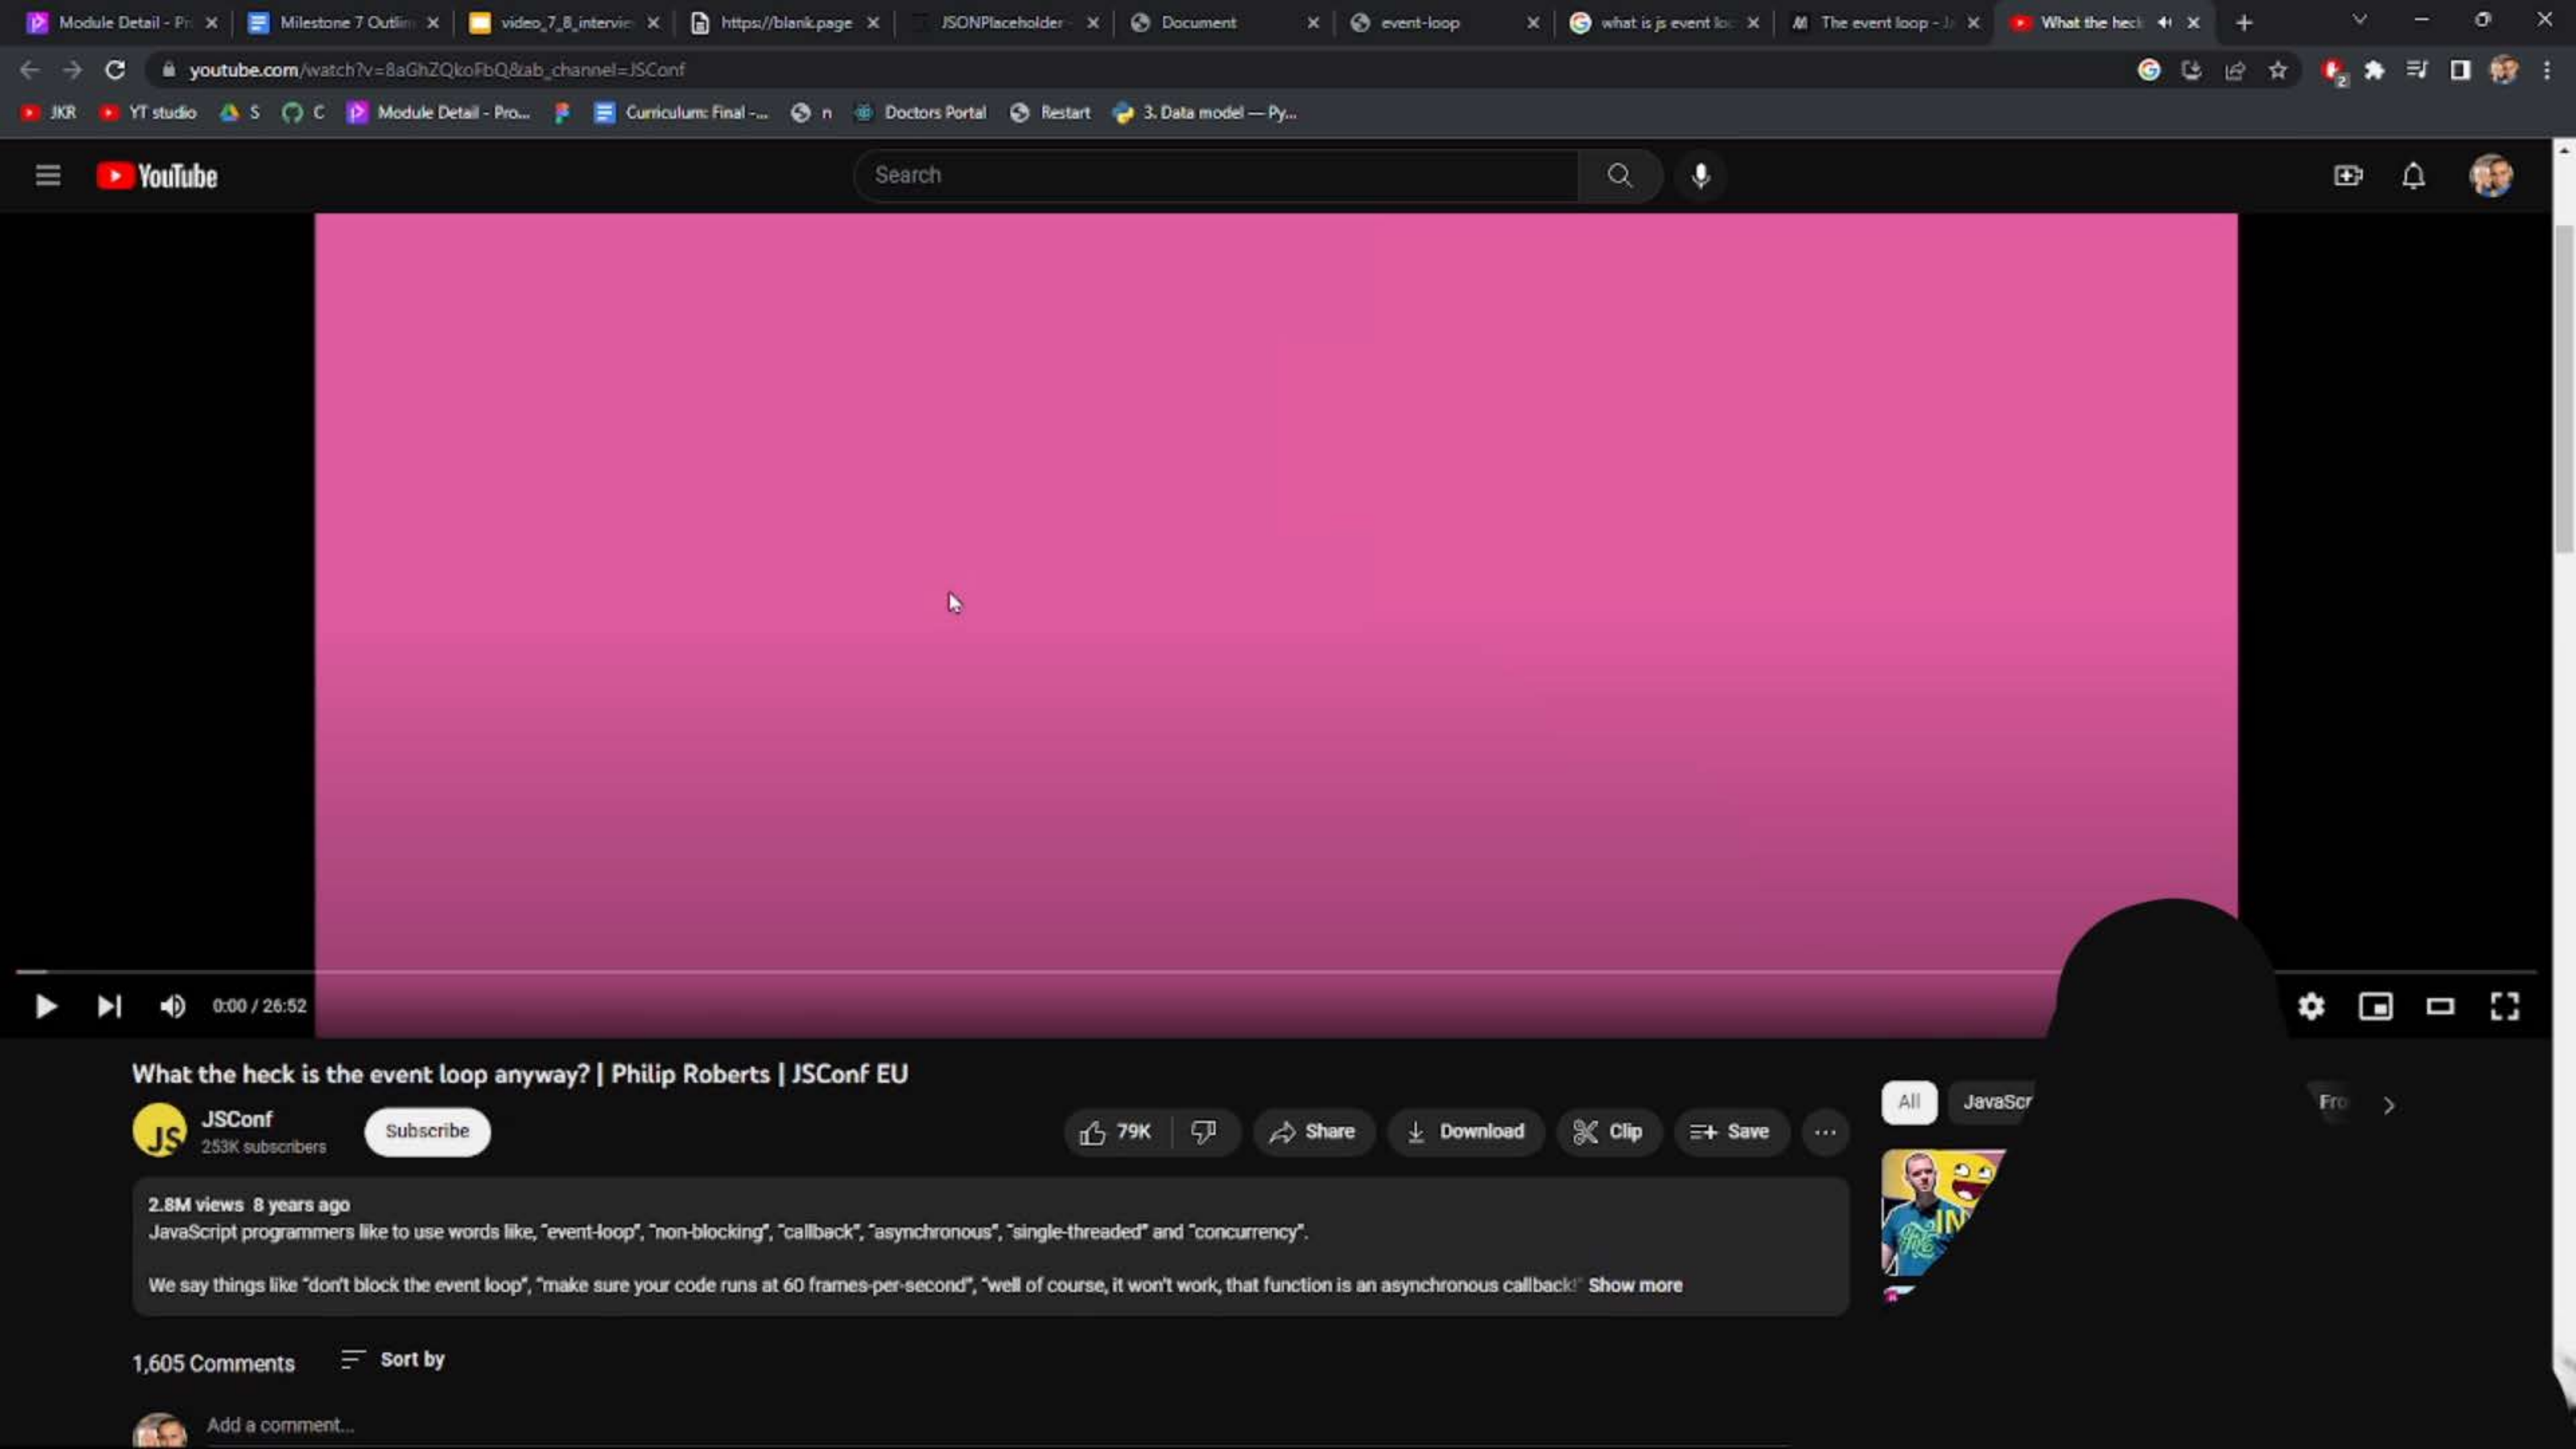 Module Detail - Pr
Milestone 7 Outlin
video_7_8_intervie
https://blank.page
JSONPlaceholder -
Document
event-loop
what is js event lo
The event loop - J
What the heck
youtube.com/watch?v=8aGhZQkoFbQ&ab_channel=JSConf
2
JKR
YT studio
S
C
Module Detail - Pro...
Curriculum: Final -...
n
Doctors Portal
Restart
3. Data model — Py...
YouTube
Search
0:00 / 26:52
What the heck is the event loop anyway? | Philip Roberts | JSConf EU
JS
JSConf
253K subscribers
Subscribe
79K
Share
Download
Clip
Save
All
JavaScr
Fro
2.8M views 8 years ago
JavaScript programmers like to use words like, "event-loop", "non-blocking", "callback", "asynchronous", "single-threaded" and "concurrency".
We say things like "don't block the event loop", "make sure your code runs at 60 frames-per-second", "well of course, it won't work, that function is an asynchronous callback!" Show more
1,605 Comments
Sort by
Add a comment...